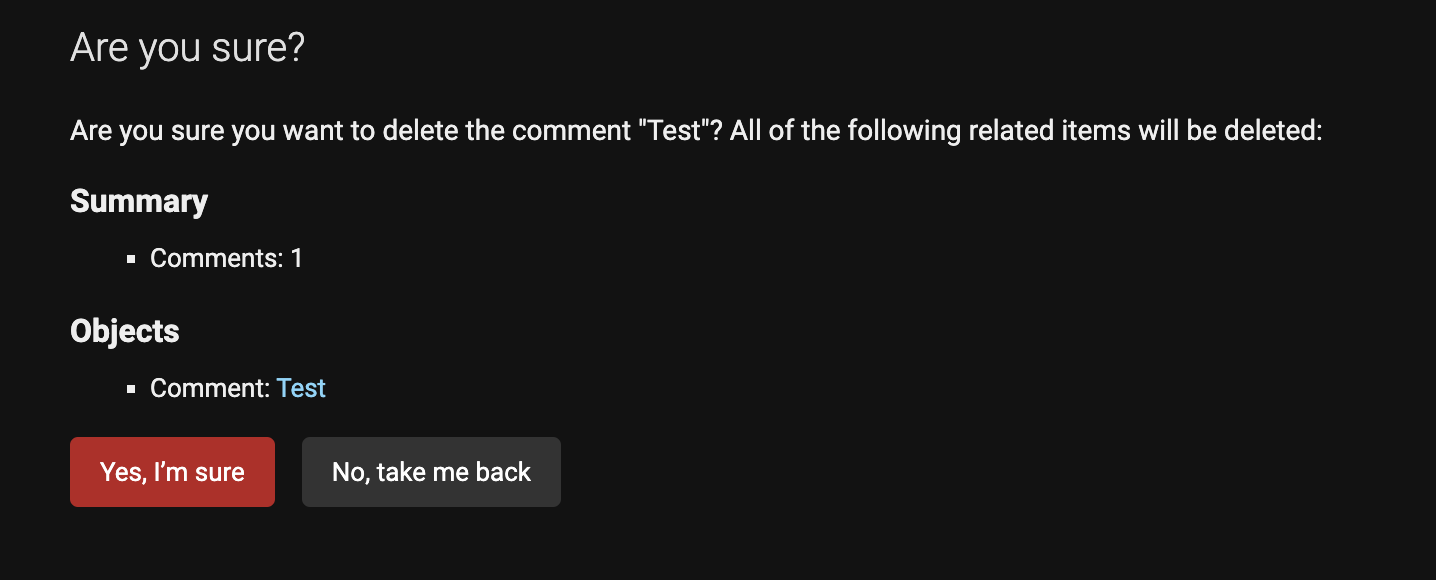 Are you sure?
Are you sure you want to delete the comment "Test"? All of the following related items will be deleted:
Summary
Comments: 1
Objects
Comment: Test
Yes, I’m sure
No, take me back